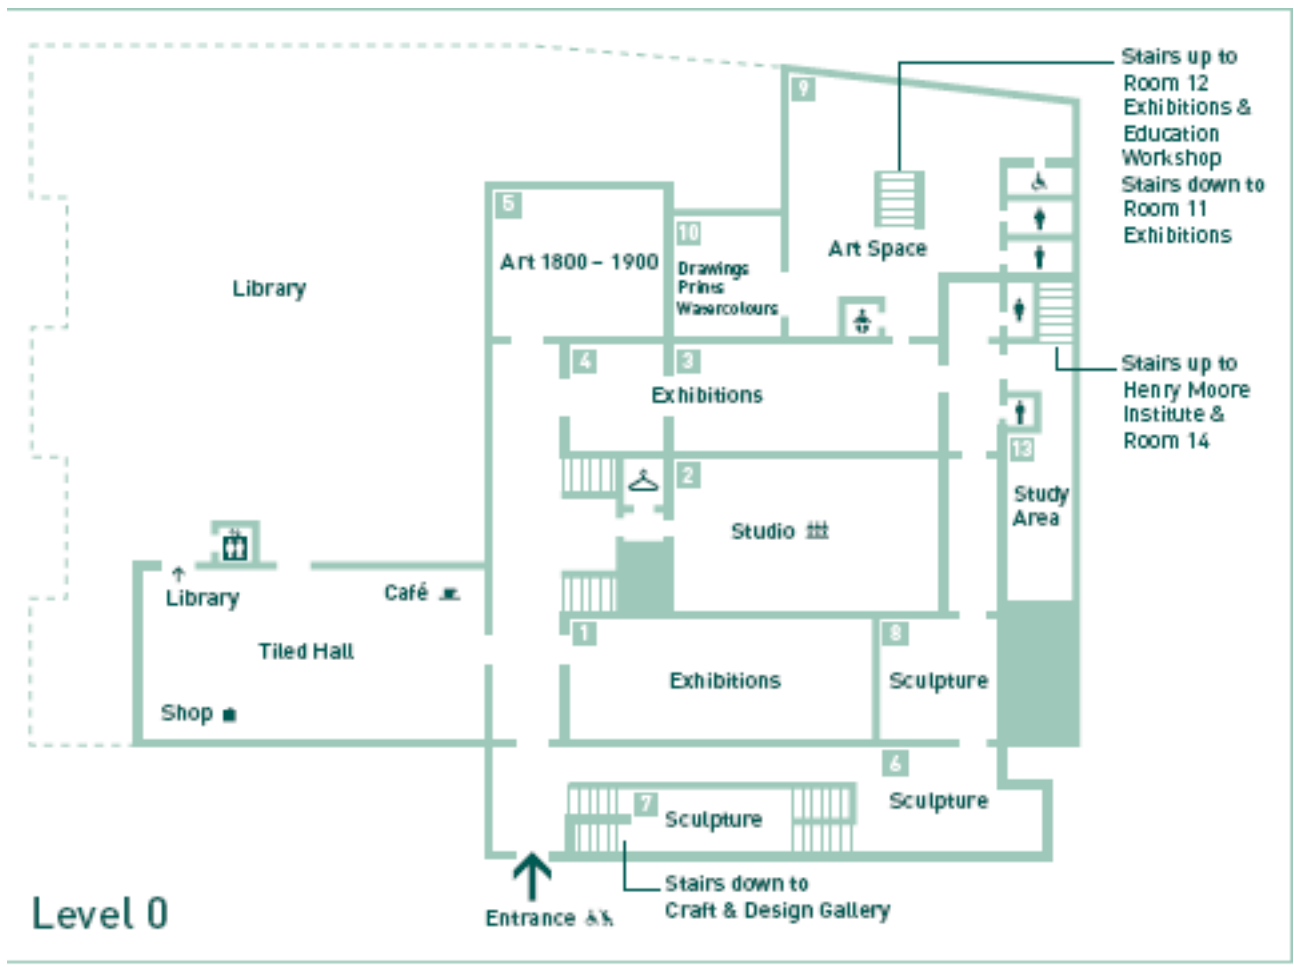 Stairs up to
Room 12
Exhibitions &
Education
Workshop
Stairs down to
Room 11
Exhibitions
9
5
10
Art 1800 – 1900
Drawings
Prints
Watercolours
Art Space
Library
4
3
Exhibitions
Stairs up to
Henry Moore
Institute &
Room 14
13
2
Study
Area
Studio
Library
Café
Tiled Hall
Shop
1
8
Exhibitions
Sculpture
6
Sculpture
7
Sculpture
Stairs down to
Craft & Design Gallery
Entrance
Level 0